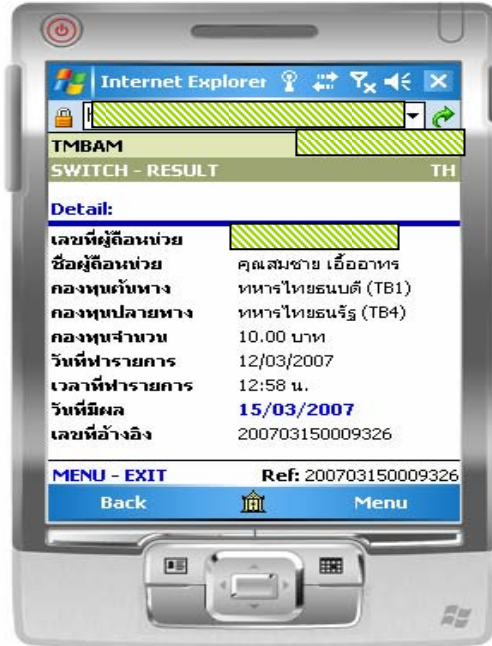 Internet Explorer
TMBAM
SWITCH - RESULT TH
Detail:
เลขที่ผู้ถือหน่วย
ชื่อผู้ถือหน่วย คุณสมชาย เอื้ออาทร
กองทุนต้นทาง ทหารไทยธนบดี (TB1)
กองทุนปลายทาง ทหารไทยธนรัฐ (TB4)
กองทุนจำนวน 10.00 บาท
วันที่ทำรายการ 12/03/2007
เวลาที่ทำรายการ 12:58 น.
วันที่มีผล 15/03/2007
เลขที่อ้างอิง 200703150009326
MENU - EXIT Ref: 200703150009326
Back Menu